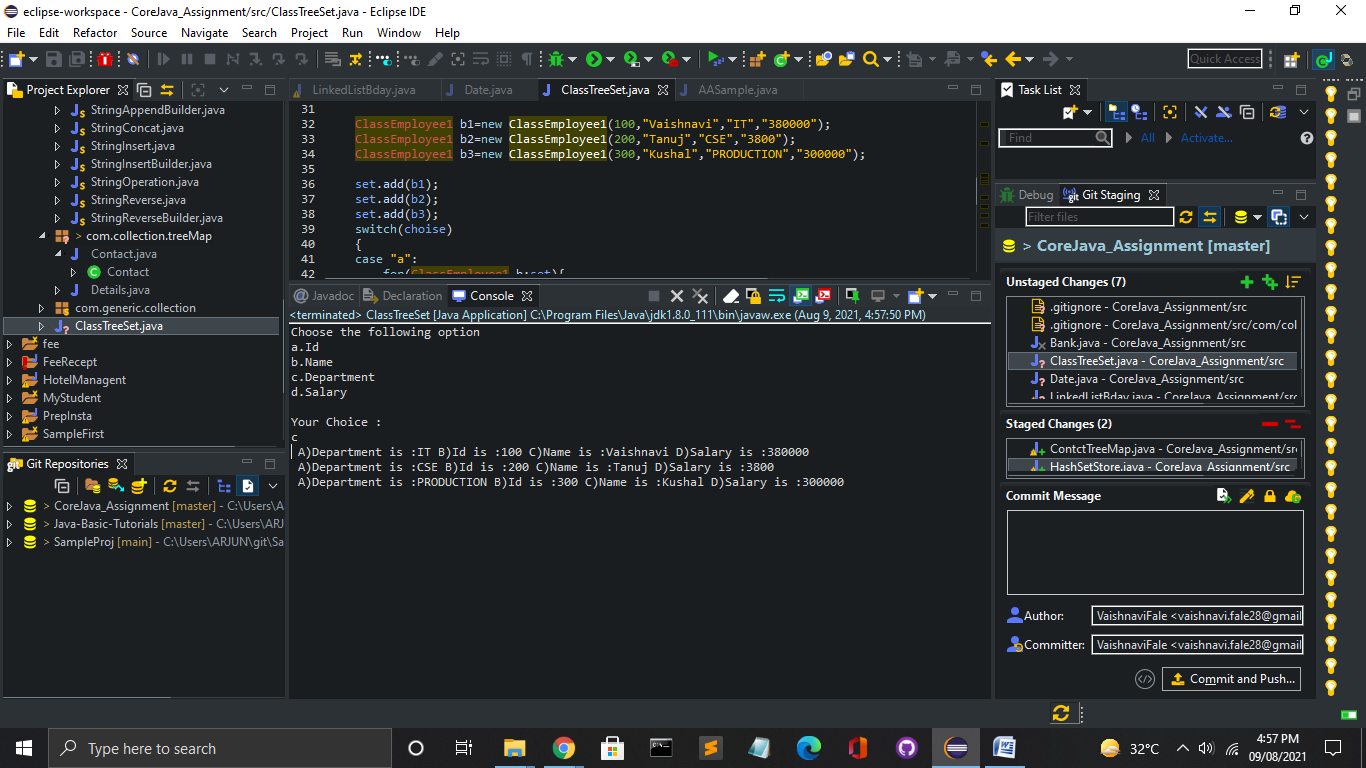 eclipse-workspace - CoreJava_Assignment/src/ClassTreeSet.java - Eclipse IDE
File Edit Refactor Source Navigate Search Project Run Window Help
Quick Access
Project Explorer
StringAppendBuilder.java
StringConcat.java
StringInsert.java
StringInsertBuilder.java
StringOperation.java
StringReverse.java
StringReverseBuilder.java
> com.collection.treeMap
Contact.java
Contact
Details.java
com.generic.collection
ClassTreeSet.java
fee
FeeRecept
HotelManagent
MyStudent
PrepInsta
SampleFirst
Git Repositories
> CoreJava_Assignment [master] - C:\Users\A
> Java-Basic-Tutorials [master] - C:\Users\ARJ
> SampleProj [main] - C:\Users\ARJUN\git\Sa
LinkedListBday.java Date.java ClassTreeSet.java AASample.java
31
32 ClassEmployee1 b1=new ClassEmployee1(100,"Vaishnavi","IT","380000");
33 ClassEmployee1 b2=new ClassEmployee1(200,"Tanuj","CSE","3800");
34 ClassEmployee1 b3=new ClassEmployee1(300,"Kushal","PRODUCTION","300000");
35
36 set.add(b1);
37 set.add(b2);
38 set.add(b3);
39 switch(choise)
40 {
41 case "a":
42 for(ClassEmployee1 b:set){
Javadoc Declaration Console
<terminated> ClassTreeSet [Java Application] C:\Program Files\Java\jdk1.8.0_111\bin\javaw.exe (Aug 9, 2021, 4:57:50 PM)
Choose the following option
a.Id
b.Name
c.Department
d.Salary
Your Choice :
c
A)Department is :IT B)Id is :100 C)Name is :Vaishnavi D)Salary is :380000
A)Department is :CSE B)Id is :200 C)Name is :Tanuj D)Salary is :3800
A)Department is :PRODUCTION B)Id is :300 C)Name is :Kushal D)Salary is :300000
Task List
Find All Activate...
Debug Git Staging
Filter files
> CoreJava_Assignment [master]
Unstaged Changes (7)
.gitignore - CoreJava_Assignment/src
.gitignore - CoreJava_Assignment/src/com/col
Bank.java - CoreJava_Assignment/src
ClassTreeSet.java - CoreJava_Assignment/src
Date.java - CoreJava_Assignment/src
LinkedListBday.java - CoreJava_Assignment/src
Staged Changes (2)
ContctTreeMap.java - CoreJava_Assignment/sr
HashSetStore.java - CoreJava_Assignment/src
Commit Message
Author: VaishnaviFale <vaishnavi.fale28@gmail
Committer: VaishnaviFale <vaishnavi.fale28@gmail
Commit and Push...
Type here to search
32°C
4:57 PM
09/08/2021